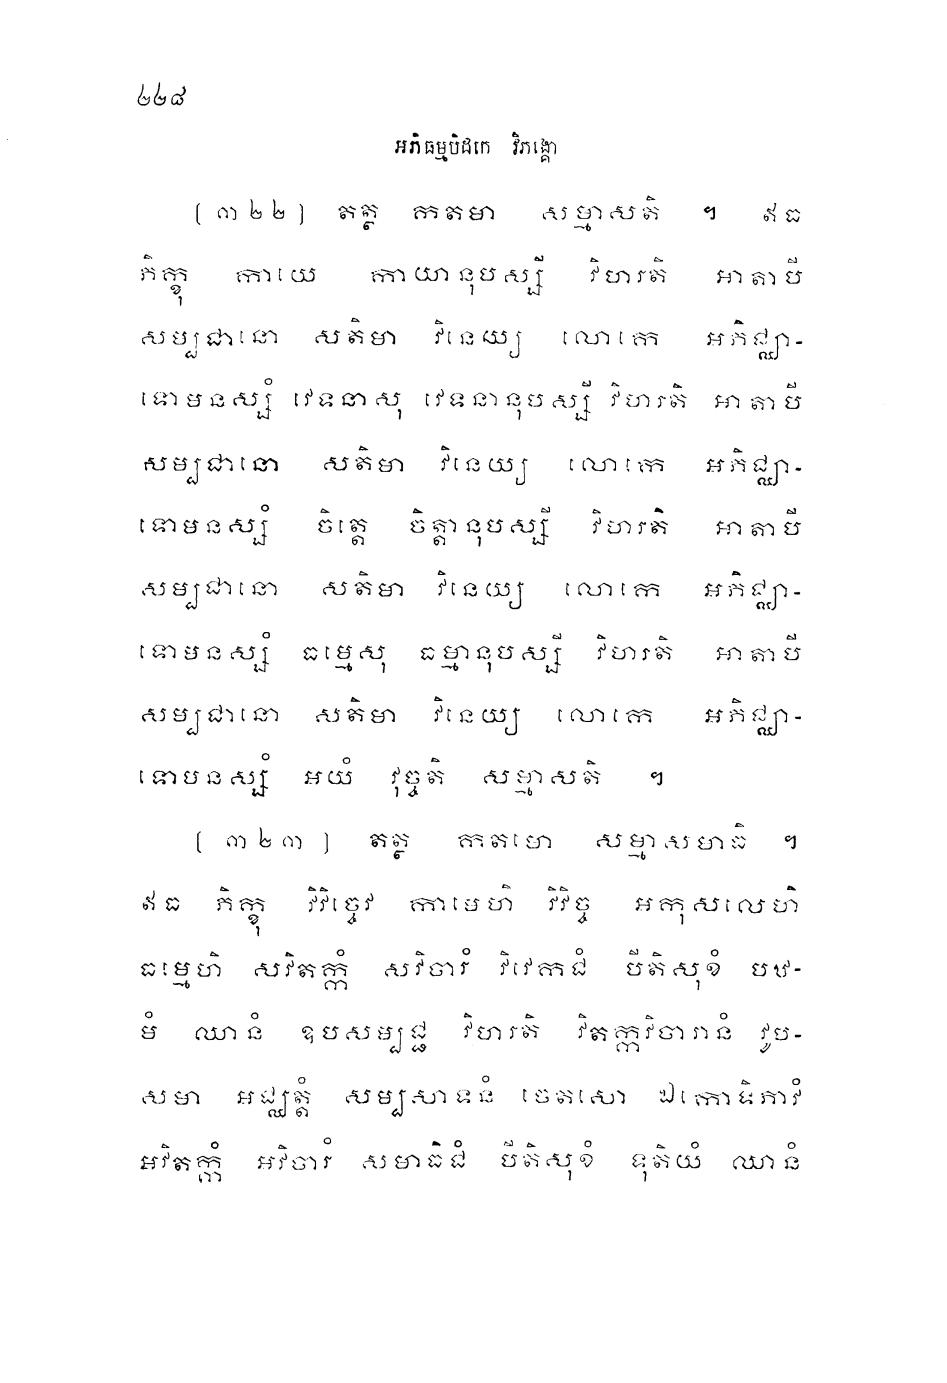 ២២៨
អភិធម្មបិដកេ វិភង្គោ
(៣២២) តត្ថ កតមា សម្មាសតិ ។ ឥធ
ភិក្ខុ កាយេ កាយានុបស្សី វិហរតិ អាតាបី
សម្បជានោ សតិមា វិនេយ្យ លោកេ អភិជ្ឈា-
ទោមនស្សំ វេទនាសុ វេទនានុបស្សី វិហរតិ អាតាបី
សម្បជានោ សតិមា វិនេយ្យ លោកេ អភិជ្ឈា-
ទោមនស្សំ ចិត្តេ ចិត្តានុបស្សី វិហរតិ អាតាបី
សម្បជានោ សតិមា វិនេយ្យ លោកេ អភិជ្ឈា-
ទោមនស្សំ ធម្មេសុ ធម្មានុបស្សី វិហរតិ អាតាបី
សម្បជានោ សតិមា វិនេយ្យ លោកេ អភិជ្ឈា-
ទោមនស្សំ អយំ វុច្ចតិ សម្មាសតិ ។
(៣២៣) តត្ថ កតមោ សម្មាសមាធិ ។
ឥធ ភិក្ខុ វិវិច្ចេវ កាមេហិ វិវិច្ច អកុសលេហិ
ធម្មេហិ សវិតក្កំ សវិចារំ វិវេកជំ បីតិសុខំ បឋ-
មំ ឈានំ ឧបសម្បជ្ជ វិហរតិ វិតក្កវិចារានំ វូប-
សមា អជ្ឈត្តំ សម្បសាទនំ ចេតសោ ឯកោធិភាវំ
អវិតក្កំ អវិចារំ សមាធិជំ បីតិសុខំ ទុតិយំ ឈានំ